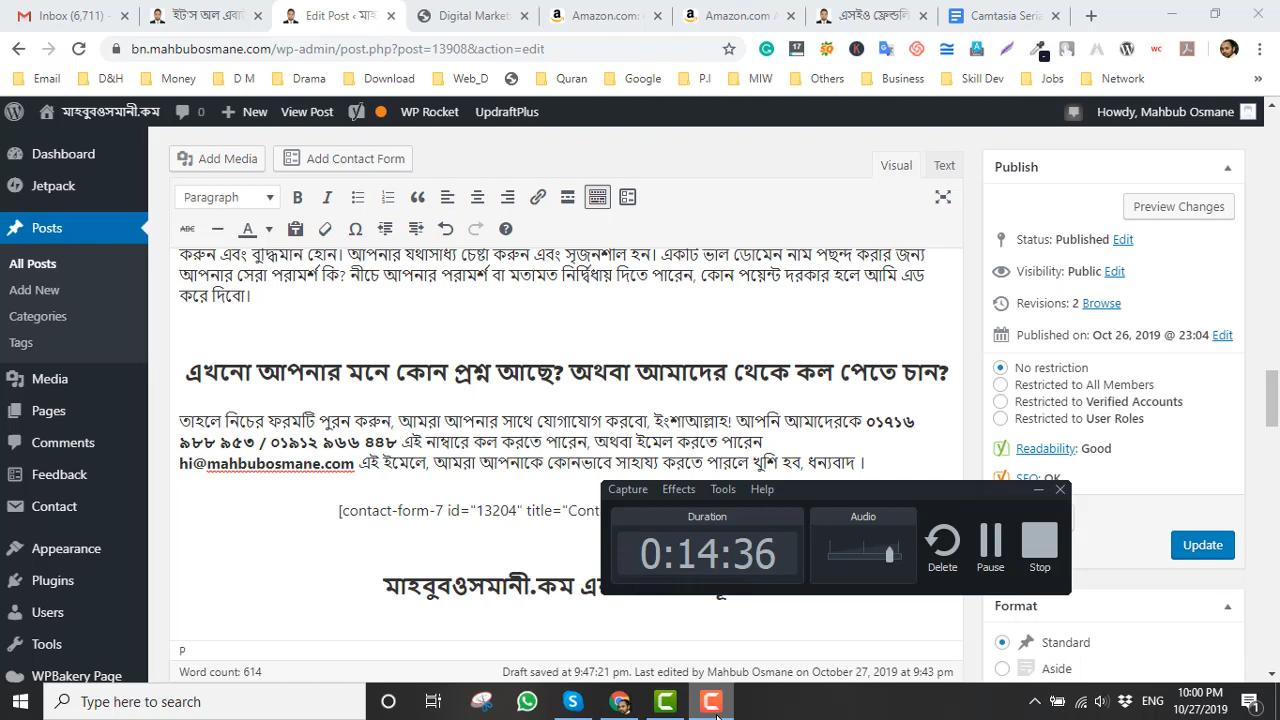 Inbox (6,711)
ইট'স অল এবা
Edit Post ‹ মাহ
Digital Market
Amazon.com:
Amazon.com A
এসইও ফ্রেন্ডলি
Camtasia Seria
bn.mahbubosmane.com/wp-admin/post.php?post=13908&action=edit
Email D&H Money D M Drama Download Web_D Quran Google P.I MIW Others Business Skill Dev Jobs Network
মাহবুবওসমানী.কম 0 New View Post WP Rocket UpdraftPlus Howdy, Mahbub Osmane
Dashboard
Jetpack
Posts
All Posts
Add New
Categories
Tags
Media
Pages
Comments
Feedback
Contact
Appearance
Plugins
Users
Tools
WPBakery Page
Add Media Add Contact Form Visual Text
Paragraph
করুন এবং বুদ্ধিমান হোন। আপনার যথাসাধ্য চেষ্টা করুন এবং সৃজনশীল হন। একটি ভাল ডোমেন নাম পছন্দ করার জন্য
আপনার সেরা পরামর্শ কি? নীচে আপনার পরামর্শ বা মতামত নির্দ্বিধায় দিতে পারেন, কোন পয়েন্ট দরকার হলে আমি এড
করে দিবো।
এখনো আপনার মনে কোন প্রশ্ন আছে? অথবা আমাদের থেকে কল পেতে চান?
তাহলে নিচের ফরমটি পুরন করুন, আমরা আপনার সাথে যোগাযোগ করবো, ইংশাআল্লাহ! আপনি আমাদেরকে ০১৭১৬
৯৮৮ ৯৫৩ / ০১৯১২ ৯৬৬ ৪৪৮ এই নাম্বারে কল করতে পারেন, অথবা ইমেল করতে পারেন
hi@mahbubosmane.com এই ইমেলে, আমরা আপনাকে কোনভাবে সাহায্য করতে পারলে খুশি হব, ধন্যবাদ ।
[contact-form-7 id="13204" title="Cont
মাহবুবওসমানী.কম এ
P
Word count: 614 Draft saved at 9:47:21 pm. Last edited by Mahbub Osmane on October 27, 2019 at 9:43 pm
Publish
Preview Changes
Status: Published Edit
Visibility: Public Edit
Revisions: 2 Browse
Published on: Oct 26, 2019 @ 23:04 Edit
No restriction
Restricted to All Members
Restricted to Verified Accounts
Restricted to User Roles
Readability: Good
SEO: OK
Update
Format
Standard
Aside
Capture Effects Tools Help
Duration Audio
0:14:36
Delete Pause Stop
Type here to search
ENG
10:00 PM
10/27/2019
1